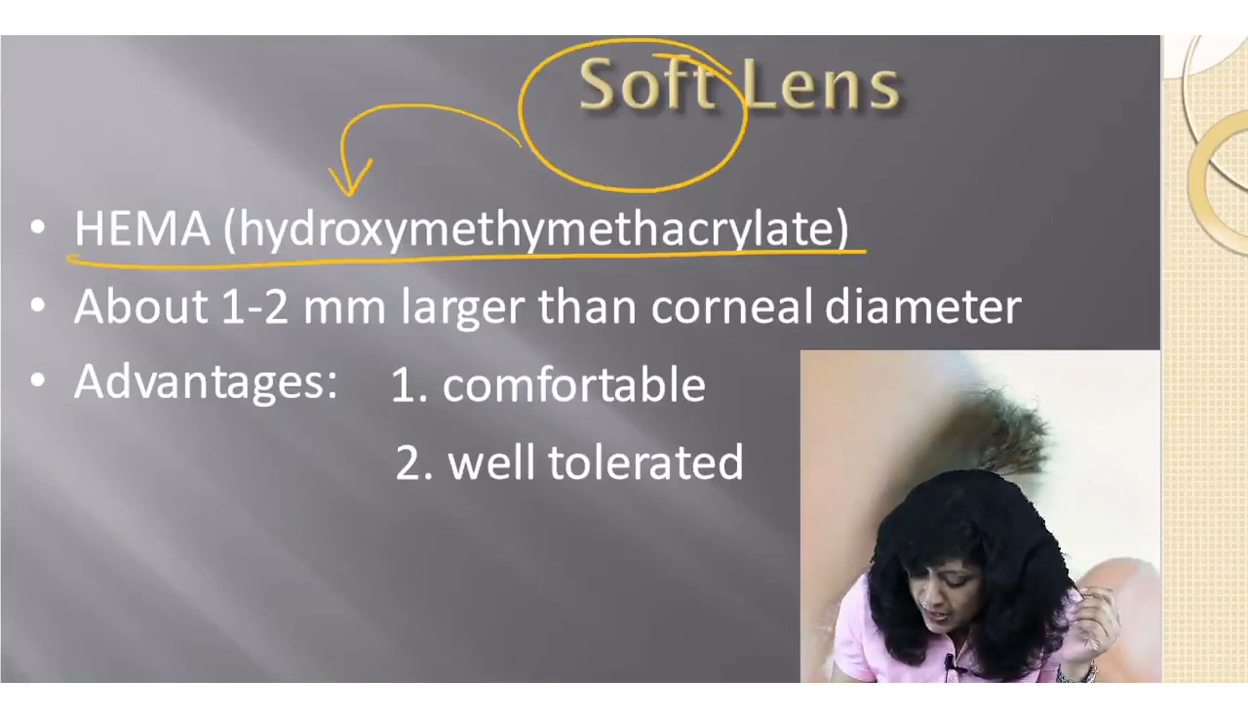 Soft Lens
• HEMA (hydroxymethymethacrylate)
• About 1-2 mm larger than corneal diameter
• Advantages: 1. comfortable
2. well tolerated